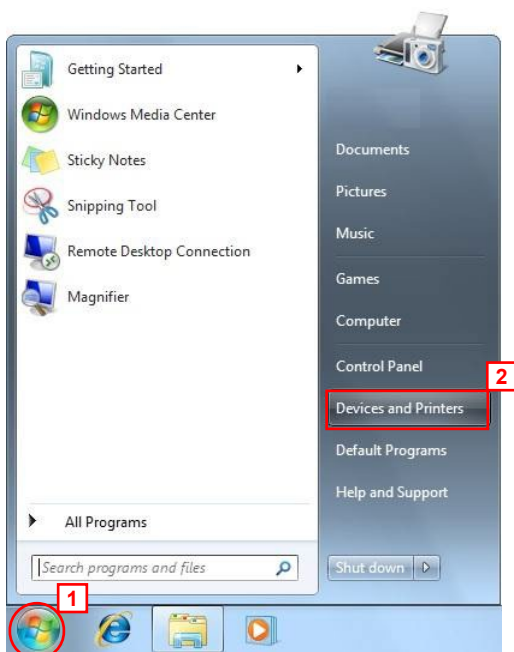 Getting Started
Windows Media Center
Sticky Notes
Snipping Tool
Remote Desktop Connection
Magnifier
All Programs
Search programs and files
Documents
Pictures
Music
Games
Computer
Control Panel
2
Devices and Printers
Default Programs
Help and Support
Shut down
1